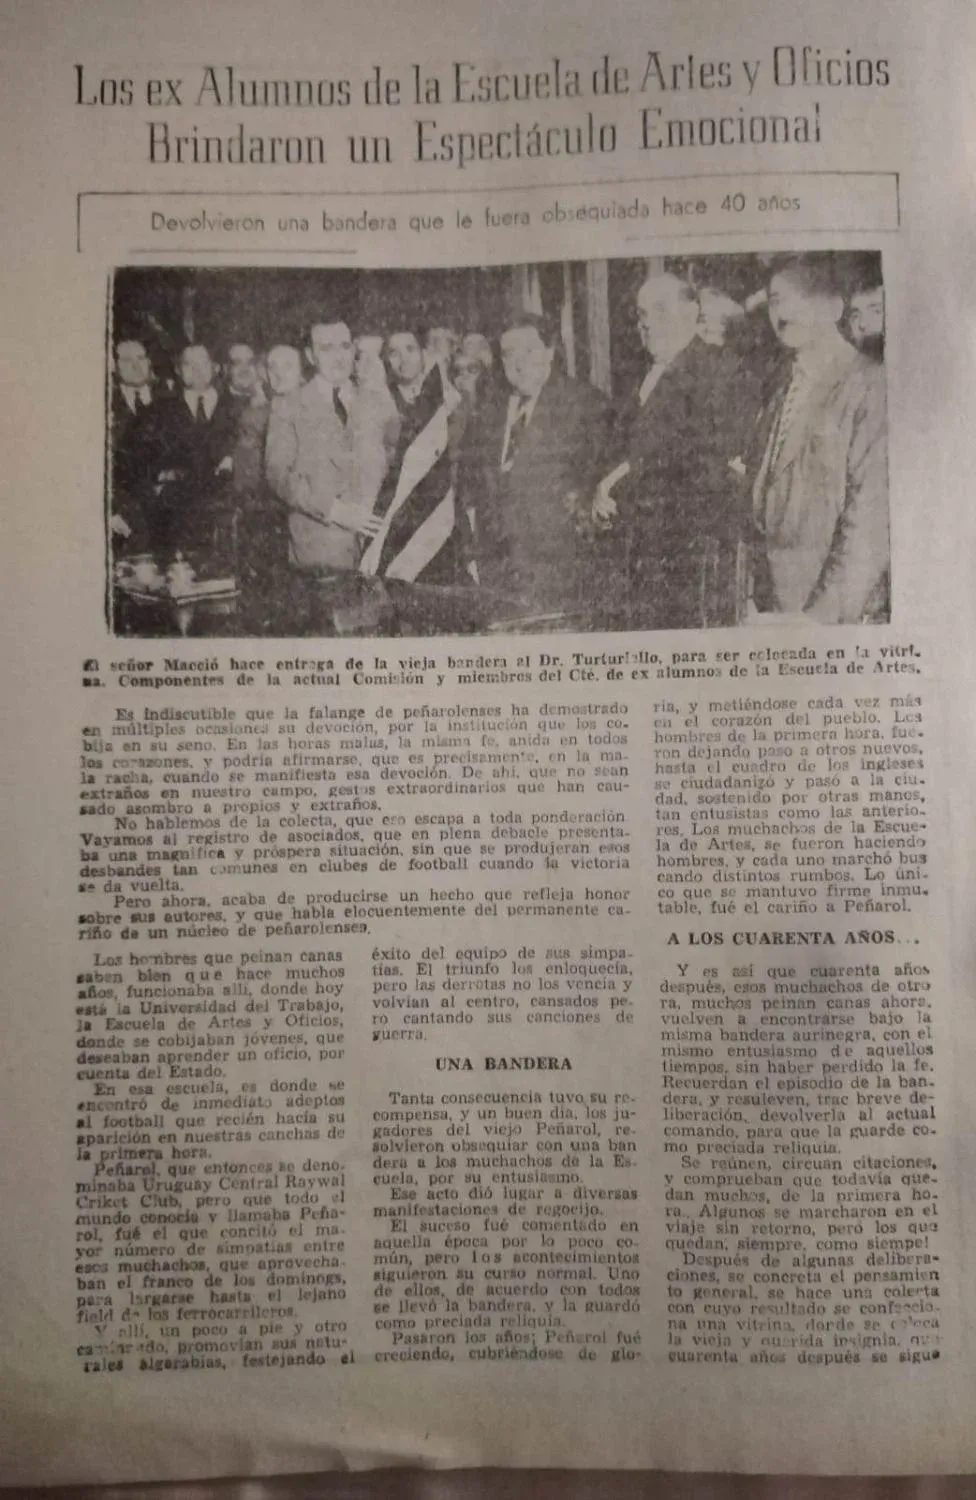 Los ex Alumnos de la Escuela de Artes y Oficios
Brindaron un Espectáculo Emocional
Devolvieron una bandera que le fuera obsequiada hace 40 años
El señor Macció hace entrega de la vieja bandera al Dr. Turturiello, para ser colocada en la vitri-
na. Componentes de la actual Comisión y miembros del Cté. de ex alumnos de la Escuela de Artes.
Es indiscutible que la falange de peñarolenses ha demostrado
en múltiples ocasiones su devoción, por la institución que los co-
bija en su seno. En las horas malas, la misma fe, anida en todos
los corazones, y podría afirmarse, que es precisamente, en la ma-
la racha, cuando se manifiesta esa devoción. De ahí, que no sean
extraños en nuestro campo, gestos extraordinarios que han cau-
sado asombro a propios y extraños.
No hablemos de la colecta, que eso escapa a toda ponderación
Vayamos al registro de asociados, que en plena debacle presenta-
ba una magnífica y próspera situación, sin que se produjeran esos
desbandes tan comunes en clubes de football cuando la victoria
se da vuelta.
Pero ahora, acaba de producirse un hecho que refleja honor
sobre sus autores, y que habla elocuentemente del permanente ca-
riño de un núcleo de peñarolenses.
Los hombres que peinan canas
saben bien que hace muchos
años, funcionaba allí, donde hoy
está la Universidad del Trabajo,
la Escuela de Artes y Oficios,
donde se cobijaban jóvenes, que
deseaban aprender un oficio, por
cuenta del Estado.
En esa escuela, es donde se
encontró de inmediato adeptos
al football que recién hacía su
aparición en nuestras canchas de
la primera hora.
Peñarol, que entonces se deno-
minaba Uruguay Central Raywal
Criket Club, pero que todo el
mundo conocía y llamaba Peña-
rol, fué el que concitó el ma-
yor número de simpatías entre
esos muchachos, que aprovecha-
ban el franco de los domingos,
para largarse hasta el lejano
field de los ferrocarrileros.
Y allí, un poco a pie y otro
caminado, promovían sus natu-
rales algarabías, festejando el
éxito del equipo de sus simpa-
tías. El triunfo los enloquecía,
pero las derrotas no los vencía y
volvían al centro, cansados pe-
ro cantando sus canciones de
guerra.
UNA BANDERA
Tanta consecuencia tuvo su re-
compensa, y un buen día, los ju-
gadores del viejo Peñarol, re-
solvieron obsequiar con una ban
dera a los muchachos de la Es-
cuela, por su entusiasmo.
Ese acto dió lugar a diversas
manifestaciones de regocijo.
El suceso fué comentado en
aquella época por lo poco co-
mún, pero los acontecimientos
siguieron su curso normal. Uno
de ellos, de acuerdo con todos
se llevó la bandera, y la guardó
como preciada reliquia.
Pasaron los años; Peñarol fué
creciendo, cubriéndose de glo-
ria, y metiéndose cada vez más
en el corazón del pueblo. Los
hombres de la primera hora, fue-
ron dejando paso a otros nuevos,
hasta el cuadro de los ingleses
se ciudadanizó y pasó a la ciu-
dad, sostenido por otras manos,
tan entusiastas como las anterio-
res. Los muchachos de la Escue-
la de Artes, se fueron haciendo
hombres, y cada uno marchó bus
cando distintos rumbos. Lo úni-
co que se mantuvo firme inmu-
table, fué el cariño a Peñarol.
A LOS CUARENTA AÑOS...
Y es así que cuarenta años
después, esos muchachos de otro
ra, muchos peinan canas ahora,
vuelven a encontrarse bajo la
misma bandera aurinegra, con el
mismo entusiasmo de aquellos
tiempos, sin haber perdido la fe.
Recuerdan el episodio de la ban-
dera, y resuleven, trac breve de-
liberación, devolverla al actual
comando, para que la guarde co-
mo preciada reliquia.
Se reúnen, circuan citaciones,
y comprueban que todavía que-
dan muchos, de la primera ho-
ra. Algunos se marcharon en el
viaje sin retorno, pero los que
quedan, siempre, como siempe!
Después de algunas delibera-
ciones, se concreta el pensamien
to general, se hace una colecta
con cuyo resultado se confeccio-
na una vitrina, donde se coloca
la vieja y querida insignia, que
cuarenta años después se sigue